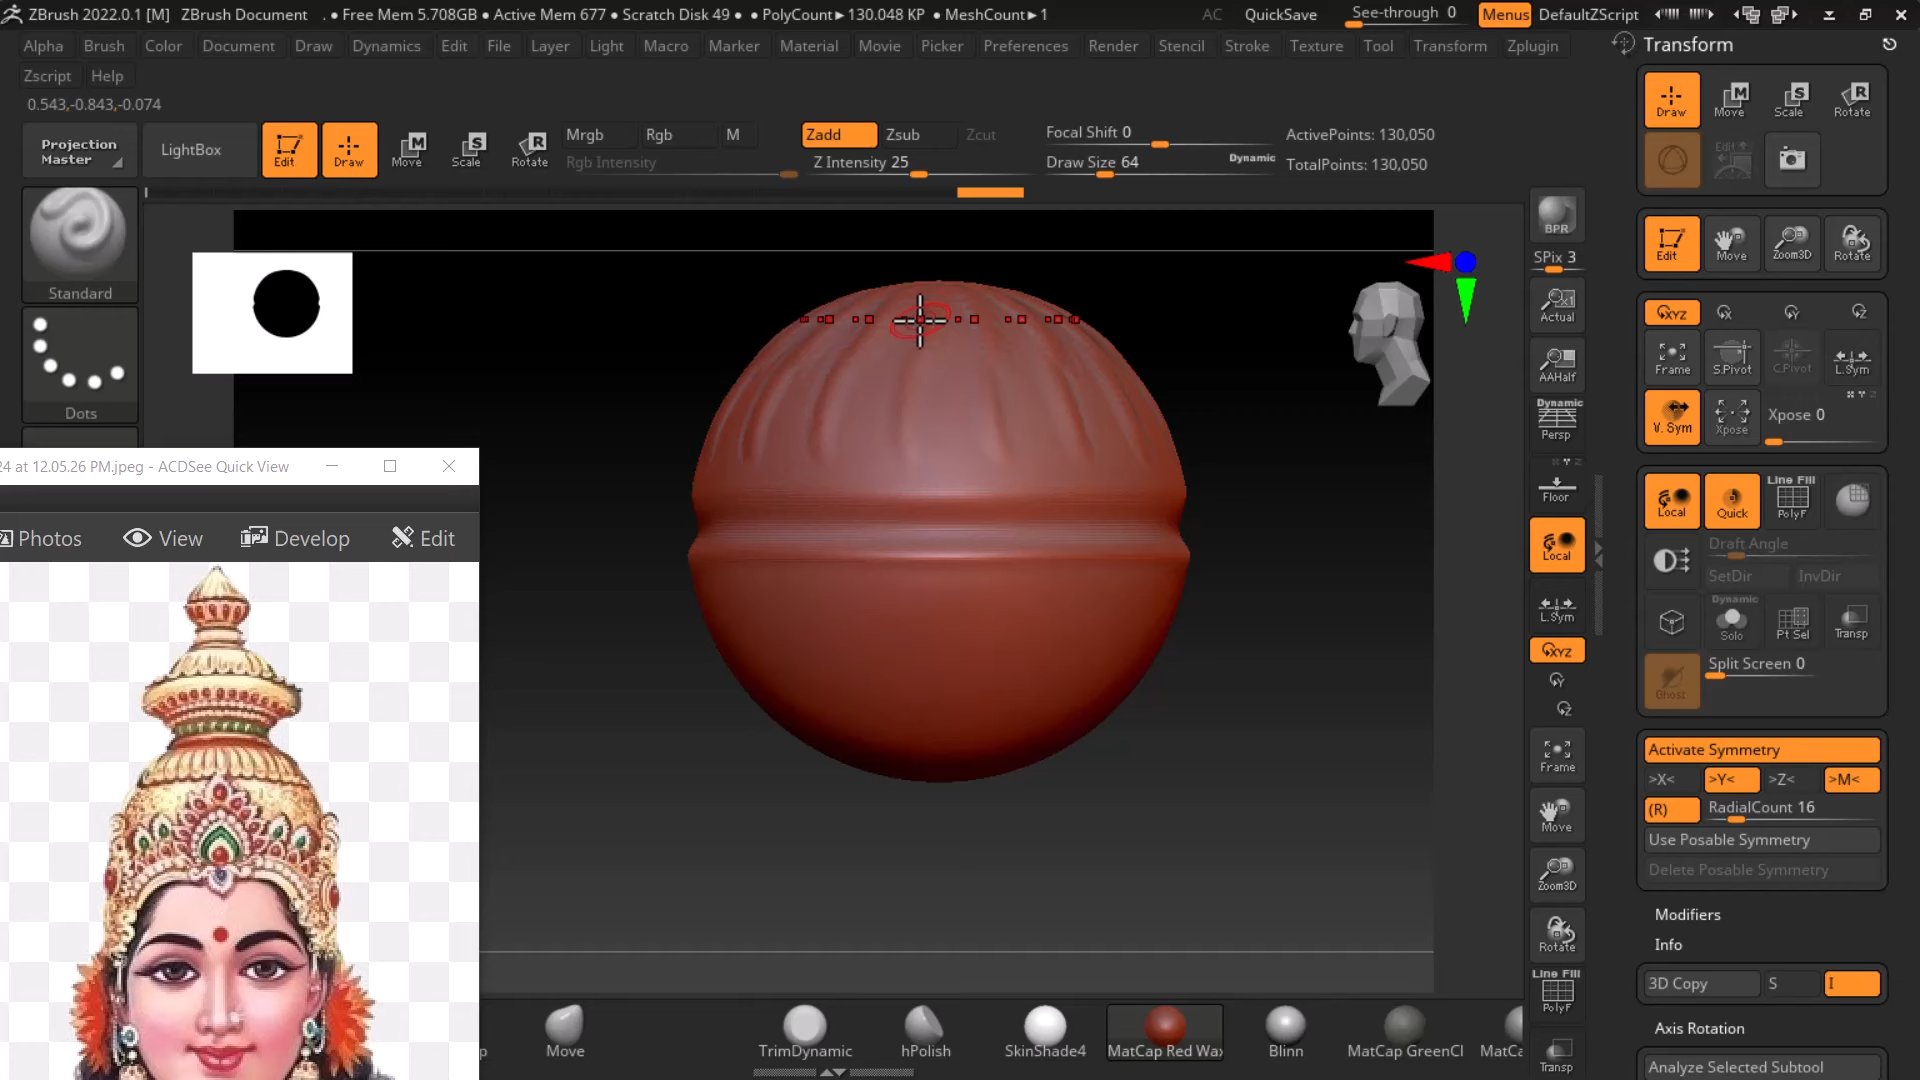 ZBrush 2022.0.1 [M] ZBrush Document . ● Free Mem 5.708GB ● Active Mem 677 ● Scratch Disk 49 ● ● PolyCount►130.048 KP ● MeshCount►1 AC QuickSave See-through 0 Menus DefaultZScript
Alpha Brush Color Document Draw Dynamics Edit File Layer Light Macro Marker Material Movie Picker Preferences Render Stencil Stroke Texture Tool Transform Zplugin
Zscript Help
0.543,-0.843,-0.074
Projection Master
LightBox
Edit
Draw
Move
Scale
Rotate
Mrgb Rgb M
Rgb Intensity
Zadd Zsub Zcut
Z Intensity 25
Focal Shift 0
Draw Size 64 Dynamic
ActivePoints: 130,050
TotalPoints: 130,050
Standard
Dots
24 at 12.05.26 PM.jpeg - ACDSee Quick View
Photos View Develop Edit
BPR
SPix 3
Actual
AAHalf
Dynamic
Persp
Floor
Local
L.Sym
XYZ
Y
Z
Frame
Move
Zoom3D
Rotate
Line Fill
PolyF
Transp
p
Move
TrimDynamic
hPolish
SkinShade4
MatCap Red Wax
Blinn
MatCap GreenCl
MatCa
Transform
Draw Move Scale Rotate
Edit
Edit Move Zoom3D Rotate
XYZ X Y Z
Frame S.Pivot C.Pivot L.Sym
V. Sym Xpose Xpose 0
Local Quick Line Fill PolyF
Draft Angle
SetDir InvDir
Dynamic
Solo Pt Sel Transp
Ghost Split Screen 0
Activate Symmetry
>X< >Y< >Z< >M<
(R) RadialCount 16
Use Posable Symmetry
Delete Posable Symmetry
Modifiers
Info
3D Copy S I
Axis Rotation
Analyze Selected Subtool